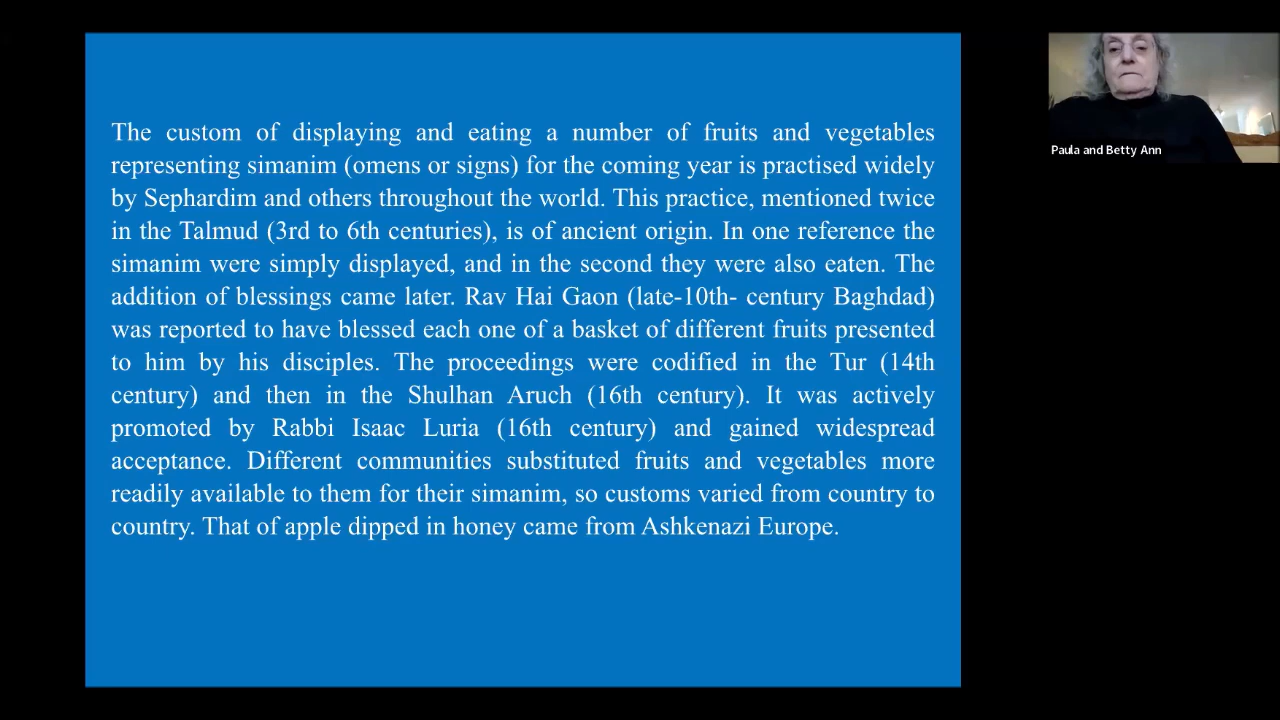 The custom of displaying and eating a number of fruits and vegetables
representing simanim (omens or signs) for the coming year is practised widely
by Sephardim and others throughout the world. This practice, mentioned twice
in the Talmud (3rd to 6th centuries), is of ancient origin. In one reference the
simanim were simply displayed, and in the second they were also eaten. The
addition of blessings came later. Rav Hai Gaon (late-10th- century Baghdad)
was reported to have blessed each one of a basket of different fruits presented
to him by his disciples. The proceedings were codified in the Tur (14th
century) and then in the Shulhan Aruch (16th century). It was actively
promoted by Rabbi Isaac Luria (16th century) and gained widespread
acceptance. Different communities substituted fruits and vegetables more
readily available to them for their simanim, so customs varied from country to
country. That of apple dipped in honey came from Ashkenazi Europe.
Paula and Betty Ann